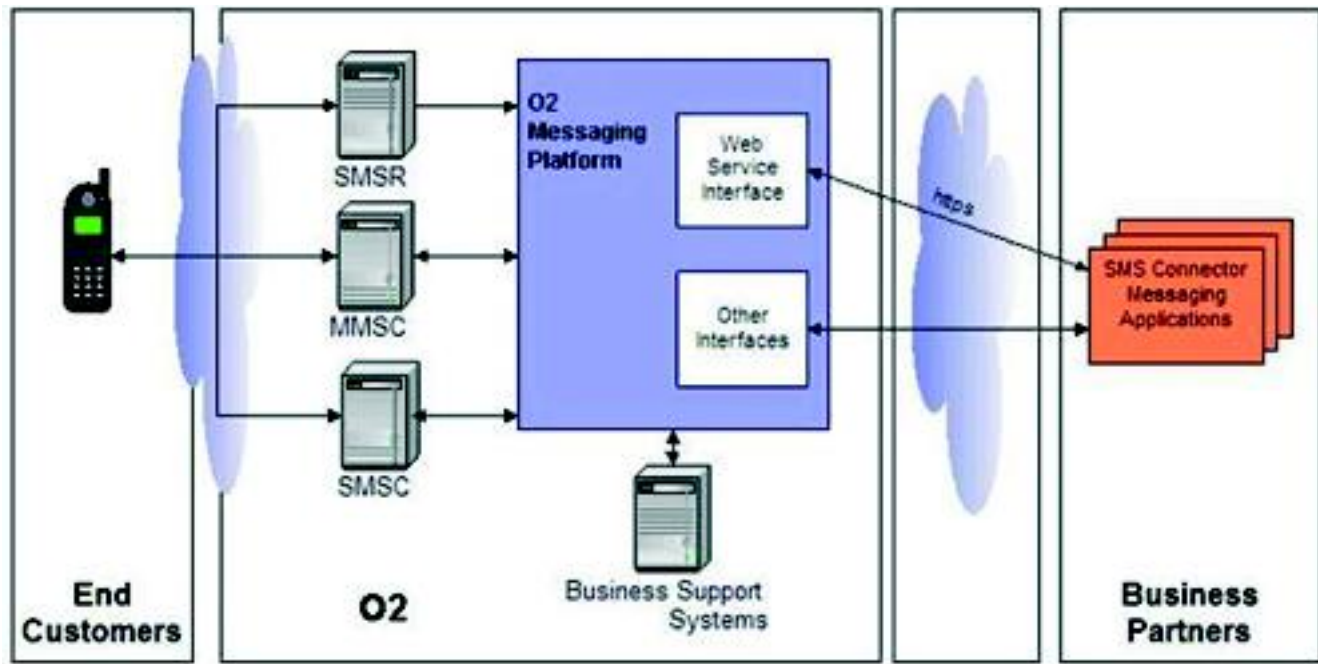 O2
Messaging
Platform
Web
Service
Interface
https
SMSR
MMSC
Other
Interfaces
SMS Connector
Messaging
Applications
SMSC
Business Support
Systems
End
Customers
O2
Business
Partners